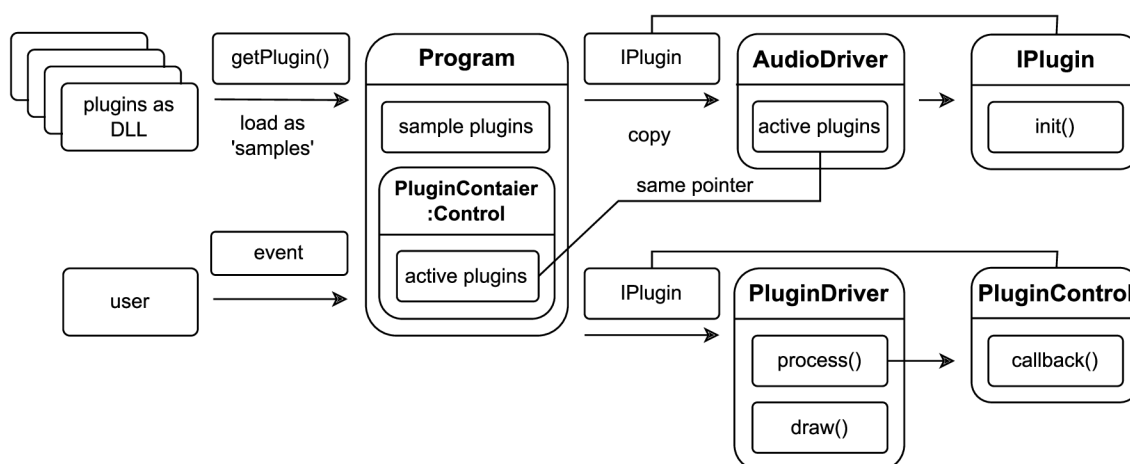 plugins as
DLL
getPlugin()
load as
'samples'
Program
sample plugins
PluginContaier
:Control
active plugins
IPlugin
copy
AudioDriver
active plugins
IPlugin
init()
same pointer
user
event
IPlugin
PluginDriver
process()
draw()
PluginControl
callback()